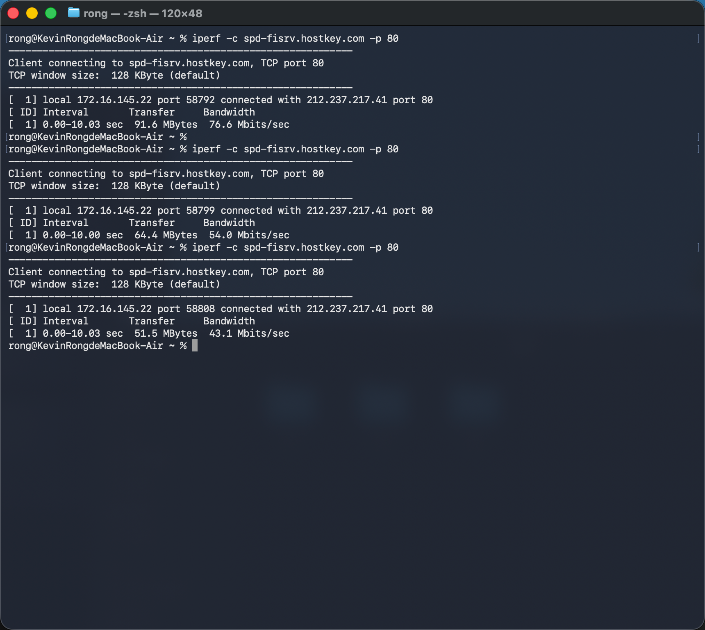 rong — -zsh — 120×48
rong@KevinRongdeMacBook-Air ~ % iperf -c spd-fisrv.hostkey.com -p 80
------------------------------------------------------------
Client connecting to spd-fisrv.hostkey.com, TCP port 80
TCP window size:  128 KByte (default)
------------------------------------------------------------
[  1] local 172.16.145.22 port 58792 connected with 212.237.217.41 port 80
[ ID] Interval       Transfer     Bandwidth
[  1] 0.00-10.03 sec  91.6 MBytes  76.6 Mbits/sec
rong@KevinRongdeMacBook-Air ~ %
rong@KevinRongdeMacBook-Air ~ % iperf -c spd-fisrv.hostkey.com -p 80
------------------------------------------------------------
Client connecting to spd-fisrv.hostkey.com, TCP port 80
TCP window size:  128 KByte (default)
------------------------------------------------------------
[  1] local 172.16.145.22 port 58799 connected with 212.237.217.41 port 80
[ ID] Interval       Transfer     Bandwidth
[  1] 0.00-10.00 sec  64.4 MBytes  54.0 Mbits/sec
rong@KevinRongdeMacBook-Air ~ % iperf -c spd-fisrv.hostkey.com -p 80
------------------------------------------------------------
Client connecting to spd-fisrv.hostkey.com, TCP port 80
TCP window size:  128 KByte (default)
------------------------------------------------------------
[  1] local 172.16.145.22 port 58808 connected with 212.237.217.41 port 80
[ ID] Interval       Transfer     Bandwidth
[  1] 0.00-10.03 sec  51.5 MBytes  43.1 Mbits/sec
rong@KevinRongdeMacBook-Air ~ %